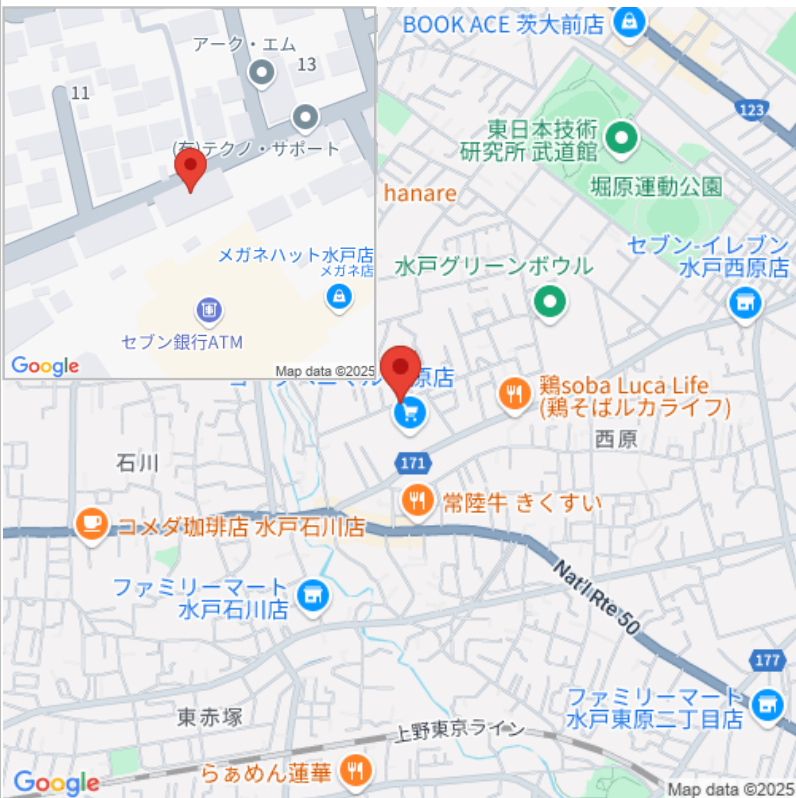 アーク・エム
13
11
(有)テクノ・サポート
メガネハット水戸店
メガネ店
セブン銀行ATM
Google
Map data ©2025
BOOK ACE 茨大前店
123
東日本技術
研究所 武道館
堀原運動公園
hanare
セブン-イレブン
水戸西原店
水戸グリーンボウル
原店
鶏soba Luca Life
(鶏そばルカライフ)
西原
171
石川
常陸牛 きくすい
コメダ珈琲店 水戸石川店
Nat'l Rte 50
ファミリーマート
水戸石川店
177
ファミリーマート
水戸東原二丁目店
東赤塚
上野東京ライン
らぁめん蓮華
Google
Map data ©2025